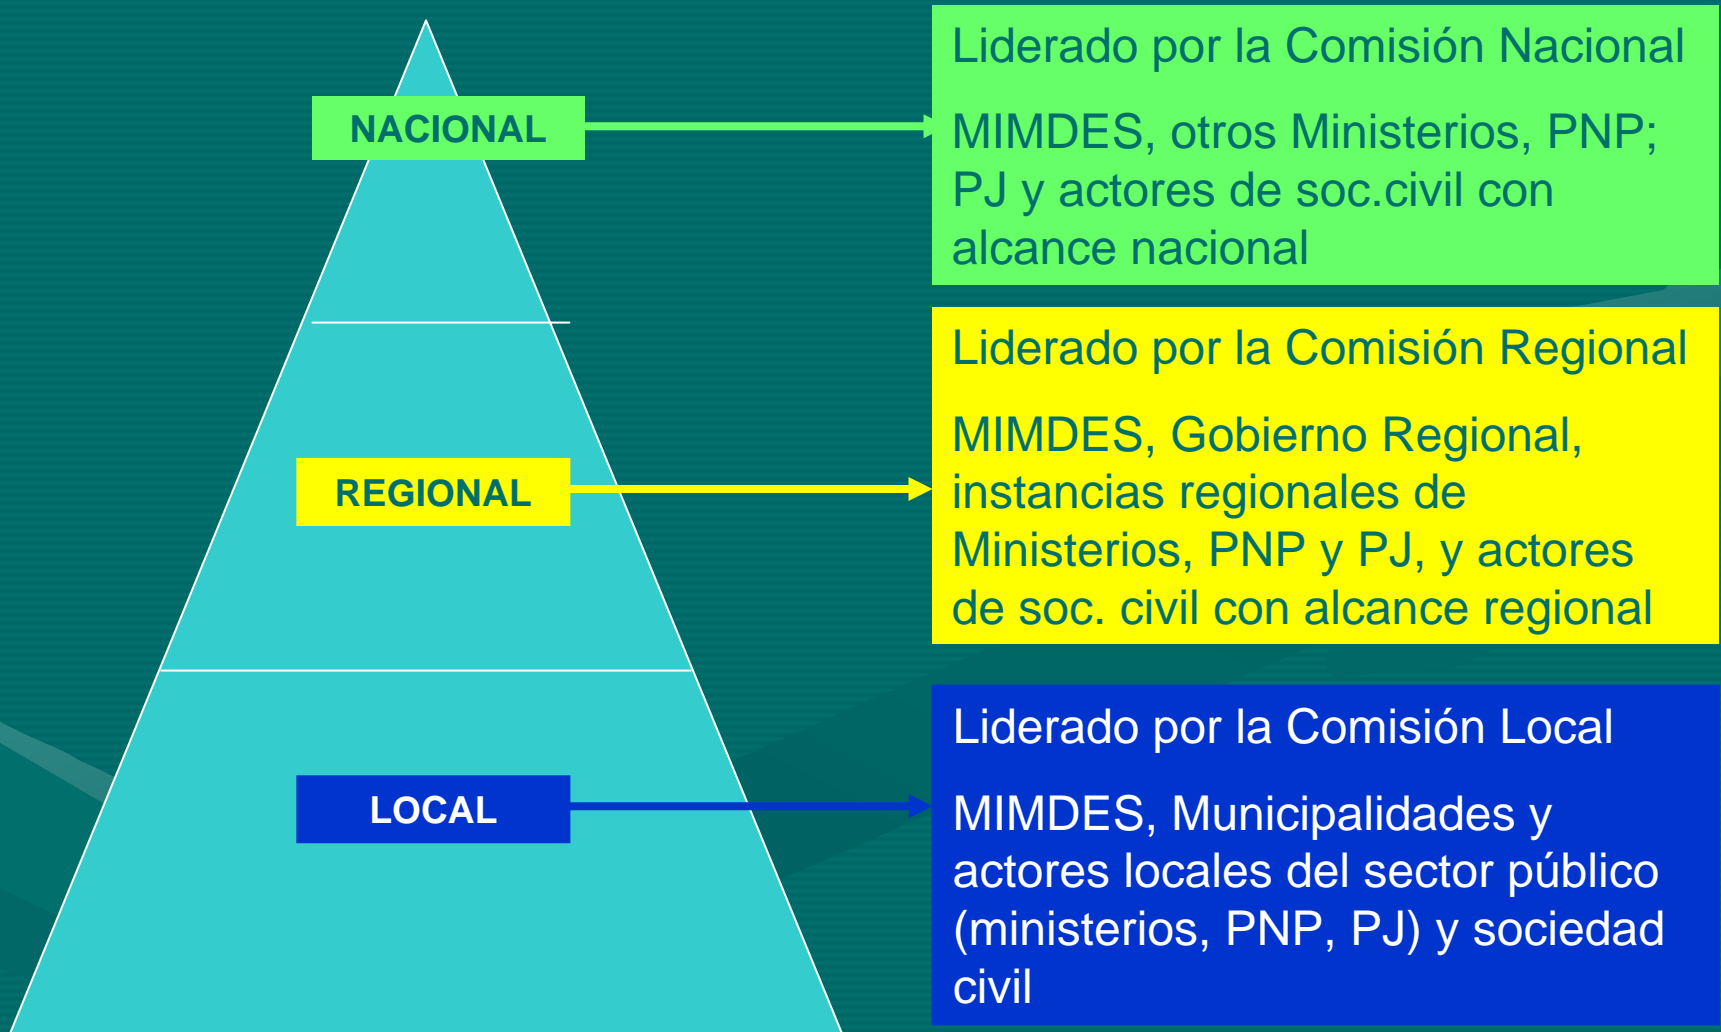 NACIONAL
Liderado por la Comisión Nacional
MIMDES, otros Ministerios, PNP;
PJ y actores de soc.civil con
alcance nacional
REGIONAL
Liderado por la Comisión Regional
MIMDES, Gobierno Regional,
instancias regionales de
Ministerios, PNP y PJ, y actores
de soc. civil con alcance regional
LOCAL
Liderado por la Comisión Local
MIMDES, Municipalidades y
actores locales del sector público
(ministerios, PNP, PJ) y sociedad
civil